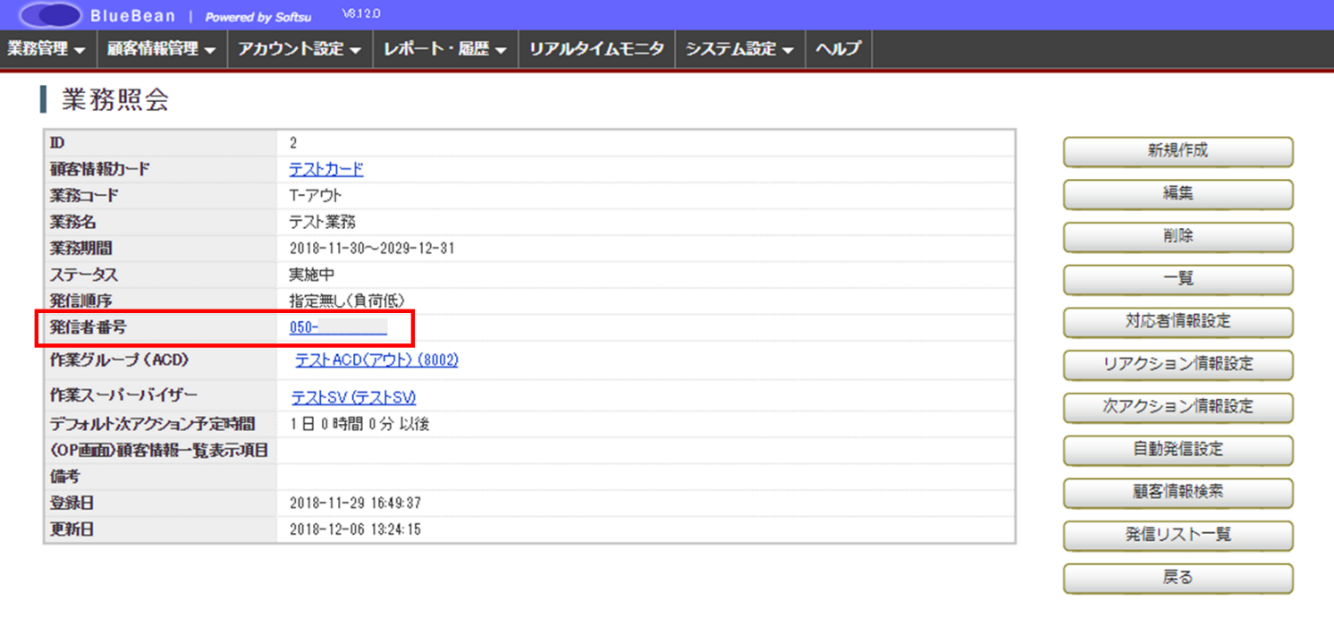 BlueBean | Powered by Softsu V8.12.0
業務管理 ▼ 顧客情報管理 ▼ アカウント設定 ▼ レポート・履歴 ▼ リアルタイムモニタ システム設定 ▼ ヘルプ
業務照会
ID 2
顧客情報カード テストカード
業務コード T-アウト
業務名 テスト業務
業務期間 2018-11-30～2029-12-31
ステータス 実施中
発信順序 指定無し(負荷低)
発信者番号 050-
作業グループ(ACD) テストACD(アウト) (8002)
作業スーパーバイザー テストSV (テストSV)
デフォルト次アクション予定時間 1 日 0 時間 0 分 以後
(OP画面)顧客情報一覧表示項目
備考
登録日 2018-11-29 16:49:37
更新日 2018-12-06 13:24:15
新規作成
編集
削除
一覧
対応者情報設定
リアクション情報設定
次アクション情報設定
自動発信設定
顧客情報検索
発信リスト一覧
戻る